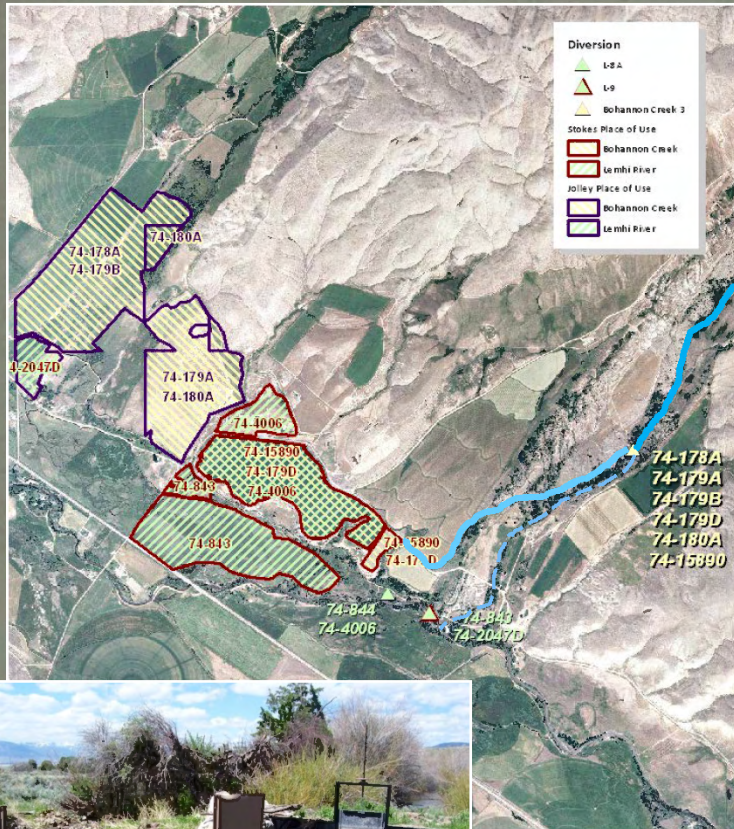 Diversion
L-8A
L-9
Bohannon Creek 3
Stokes Place of Use
Bohannon Creek
Lemhi River
Jolley Place of Use
Bohannon Creek
Lemhi River
74-180A
74-178A
74-179B
4-2047D
74-179A
74-180A
74-4006
74-15890
74-179D
74-4006
74-843
74-843
74-178A
74-179A
74-179B
74-179D
74-180A
74-15890
74-844
74-4006
74-843
74-2047D